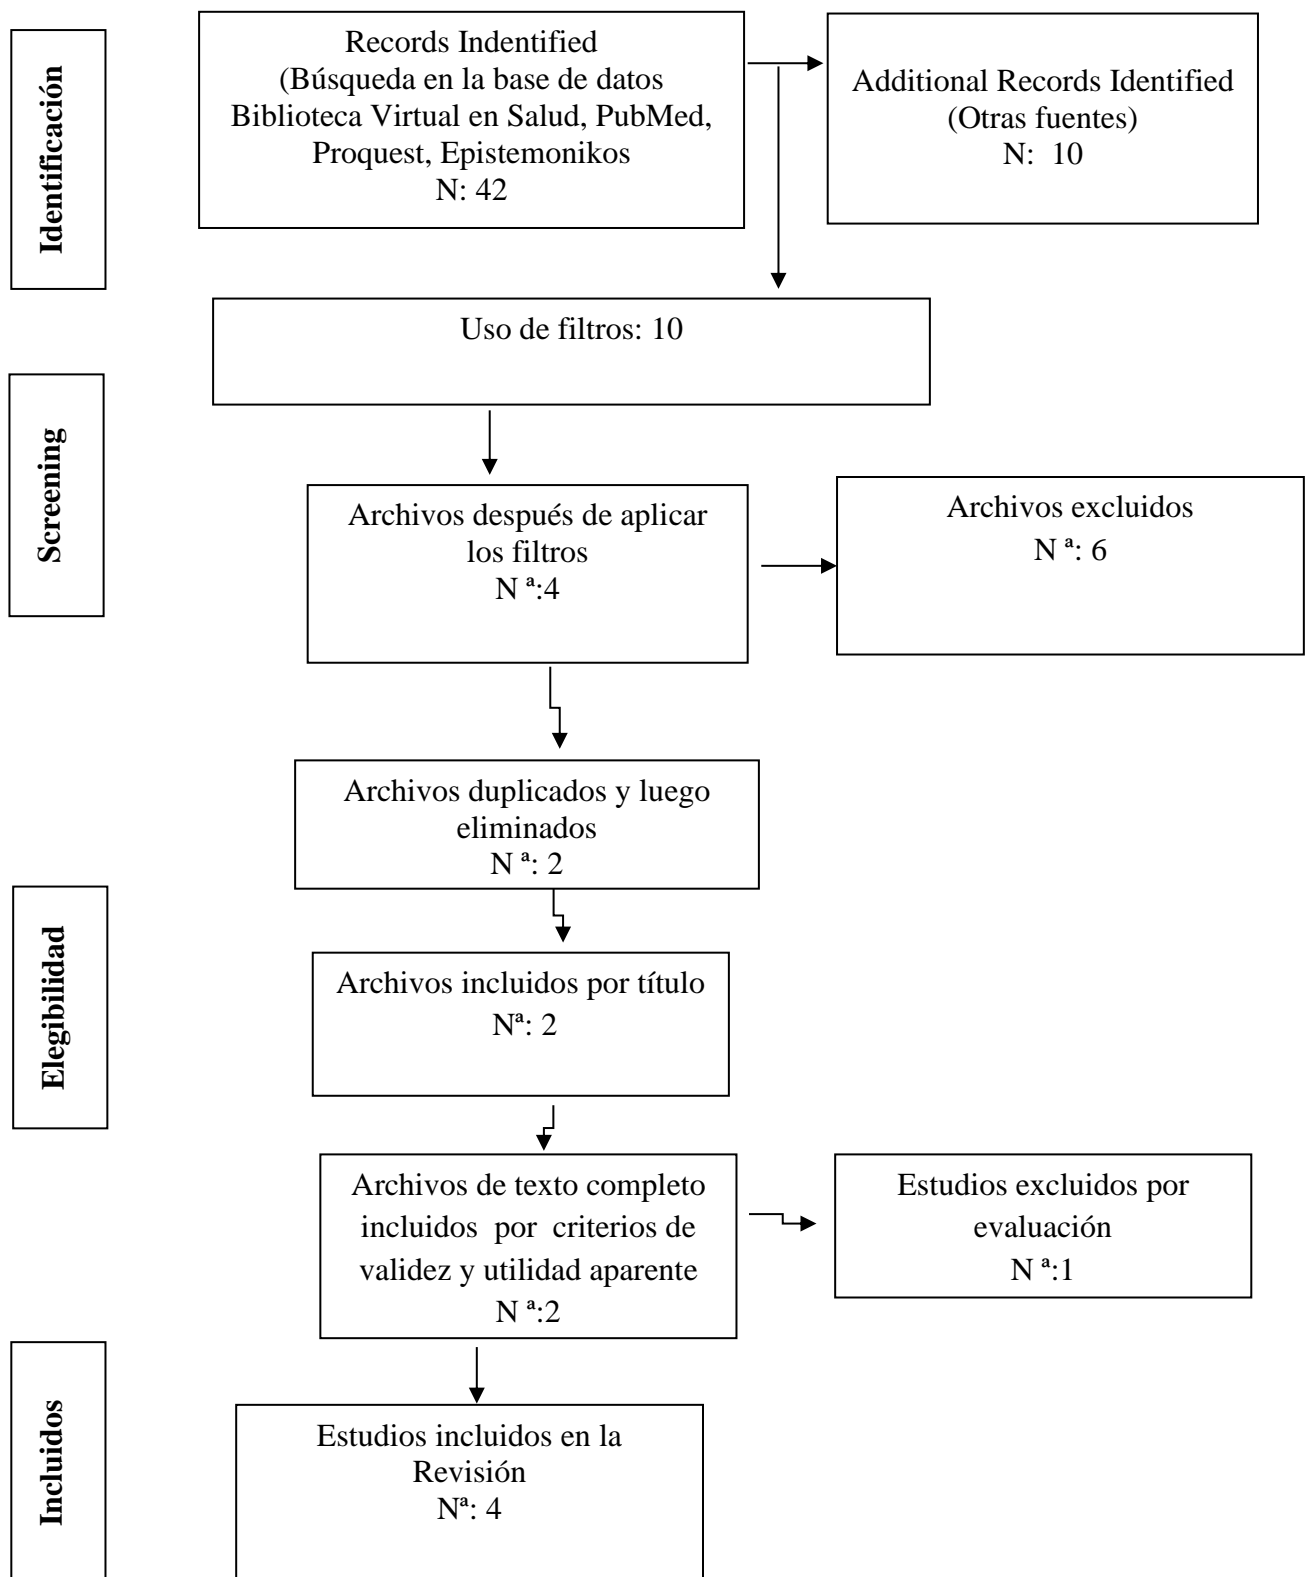 Identificación
Records Indentified
(Búsqueda en la base de datos
Biblioteca Virtual en Salud, PubMed,
Proquest, Epistemonikos
N: 42
Additional Records Identified
(Otras fuentes)
N: 10
Uso de filtros: 10
Screening
Archivos después de aplicar
los filtros
N ª:4
Archivos excluidos
N ª: 6
Archivos duplicados y luego
eliminados
N ª: 2
Elegibilidad
Archivos incluidos por título
Nª: 2
Archivos de texto completo
incluidos por criterios de
validez y utilidad aparente
N ª:2
Estudios excluidos por
evaluación
N ª:1
Incluidos
Estudios incluidos en la
Revisión
Nª: 4